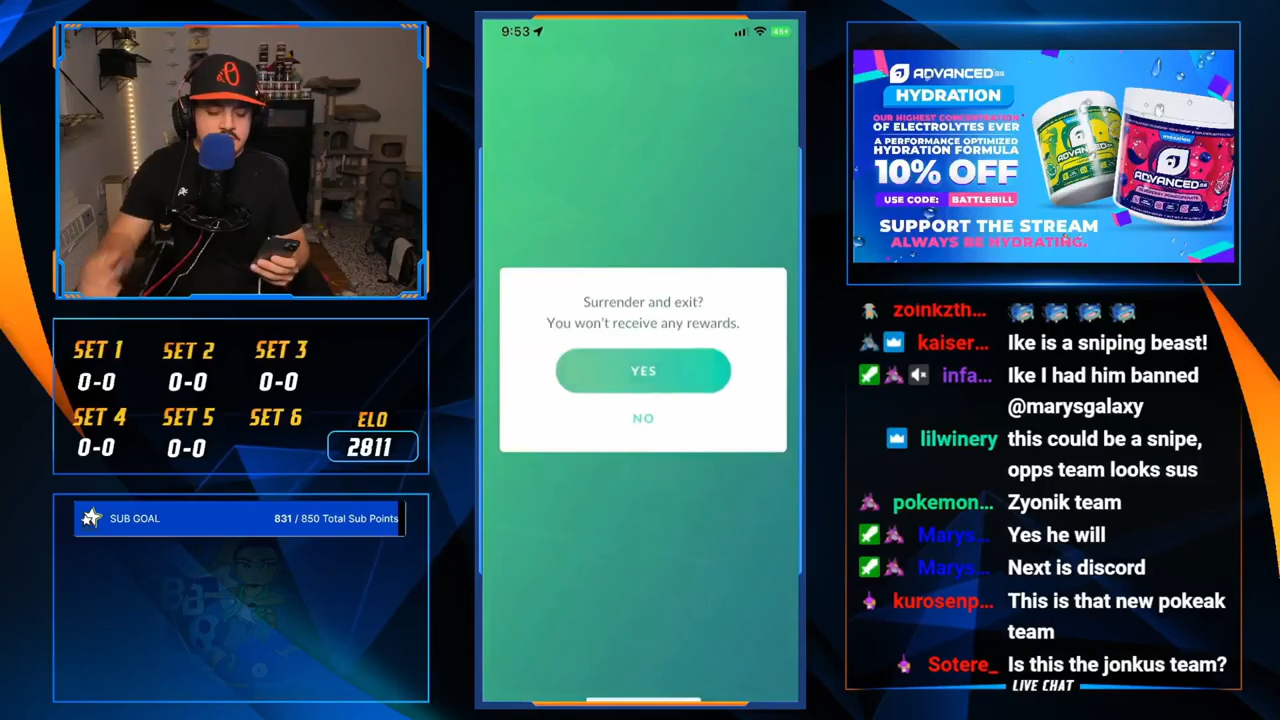 SET 1
SET 2
SET 3
0-0
0-0
0-0
SET 4
SET 5
SET 6
ELO
0-0
0-0
2811
SUB GOAL
831 / 850 Total Sub Points
9:53
Surrender and exit?
You won't receive any rewards.
YES
NO
ADVANCED.GG
HYDRATION
OUR HIGHEST CONCENTRATION
OF ELECTROLYTES EVER
A PERFORMANCE OPTIMIZED
HYDRATION FORMULA
10% OFF
USE CODE: BATTLEBILL
SUPPORT THE STREAM
ALWAYS BE HYDRATING.
ADVANCED
ADVANCED
zoinkzth...
kaiser... Ike is a sniping beast!
infa... Ike I had him banned
@marysgalaxy
lilwinery this could be a snipe,
opps team looks sus
pokemon... Zyonik team
Marys... Yes he will
Marys... Next is discord
kurosenp... This is that new pokeak
team
Sotere_ Is this the jonkus team?
LIVE CHAT